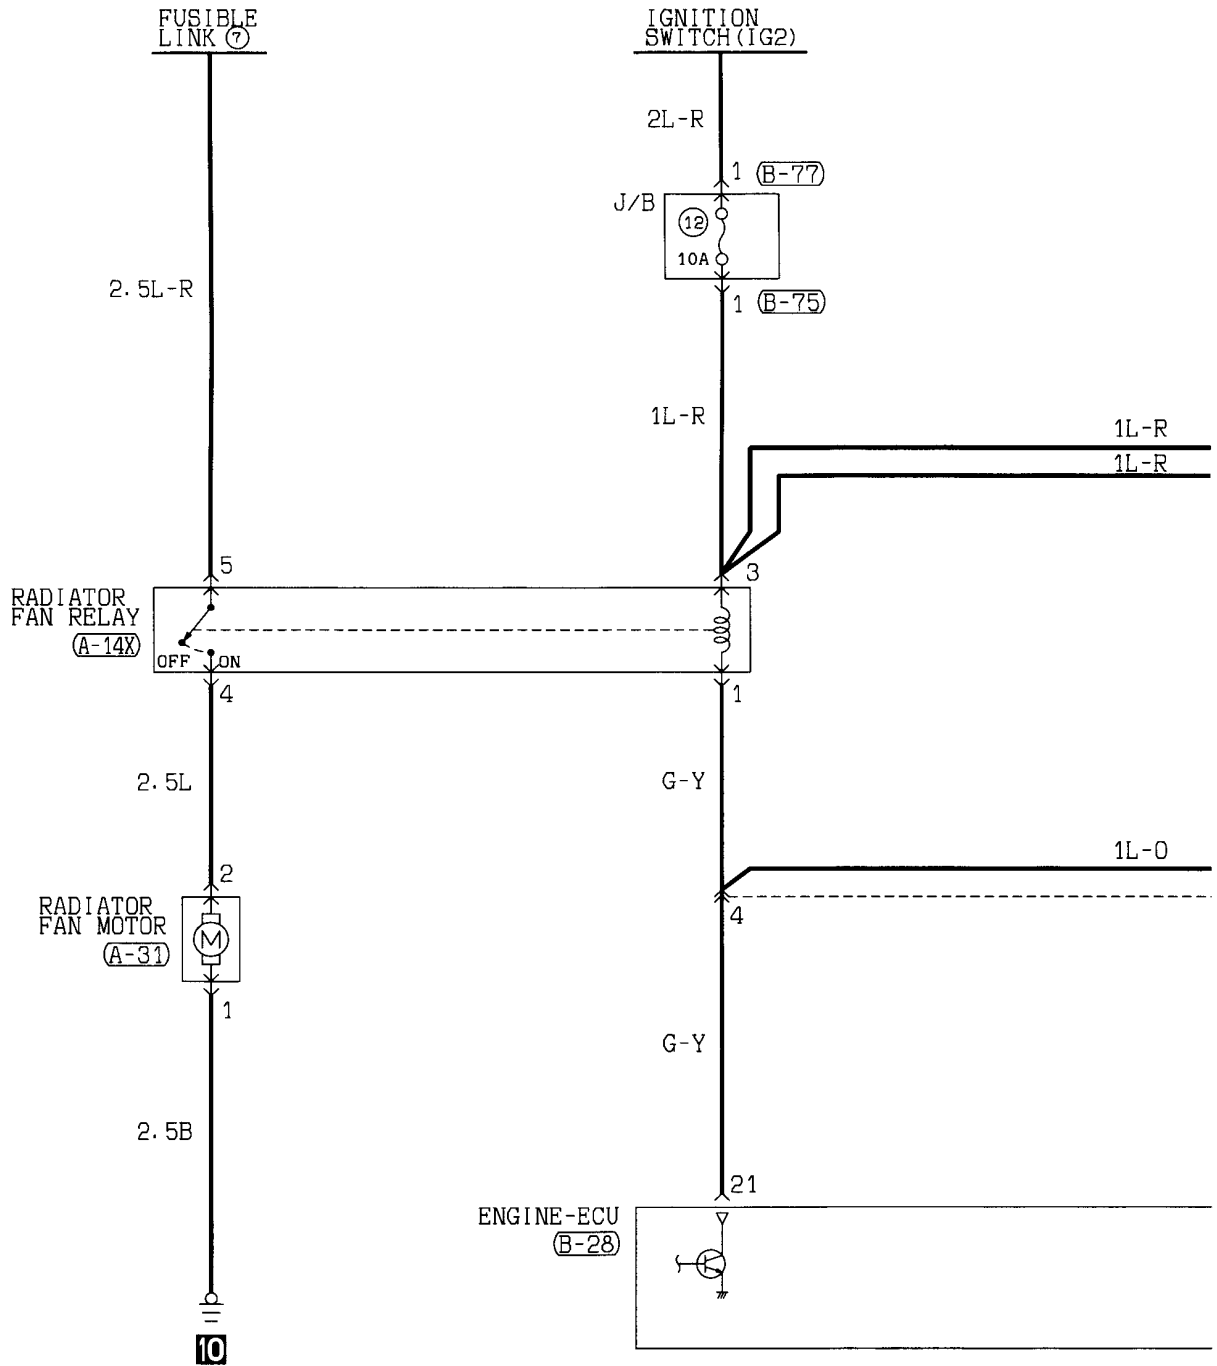 FUSIBLE
LINK ⑦
IGNITION
SWITCH(IG2)
2L-R
1 (B-77)
J/B
⑫
10A
1 (B-75)
2.5L-R
1L-R
1L-R
1L-R
5
3
RADIATOR
FAN RELAY
(A-14X)
OFF ON
4
1
2.5L
G-Y
1L-O
2
4
RADIATOR
FAN MOTOR
(A-31)
M
1
G-Y
2.5B
21
ENGINE-ECU
(B-28)
10